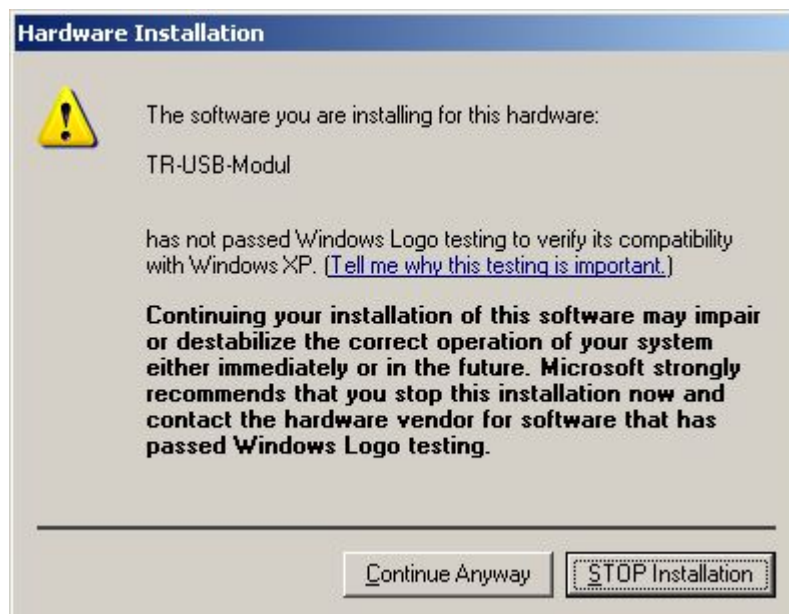 Hardware Installation
The software you are installing for this hardware:
TR-USB-Modul
has not passed Windows Logo testing to verify its compatibility
with Windows XP. (Tell me why this testing is important.)
Continuing your installation of this software may impair
or destabilize the correct operation of your system
either immediately or in the future. Microsoft strongly
recommends that you stop this installation now and
contact the hardware vendor for software that has
passed Windows Logo testing.
Continue Anyway
STOP Installation